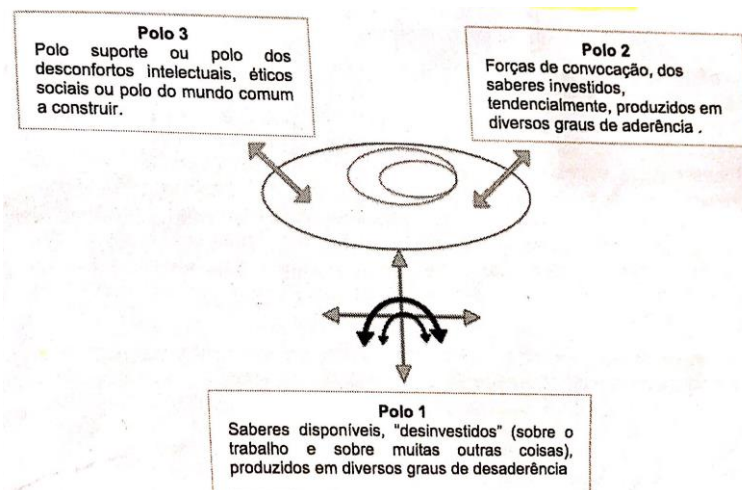 Polo 3
Polo suporte ou polo dos
desconfortos intelectuais, éticos
sociais ou polo do mundo comum
a construir.
Polo 2
Forças de convocação, dos
saberes investidos,
tendencialmente, produzidos em
diversos graus de aderência .
Polo 1
Saberes disponíveis, "desinvestidos" (sobre o
trabalho e sobre muitas outras coisas),
produzidos em diversos graus de desaderência